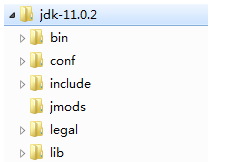 jdk-11.0.2
bin
conf
include
jmods
legal
lib